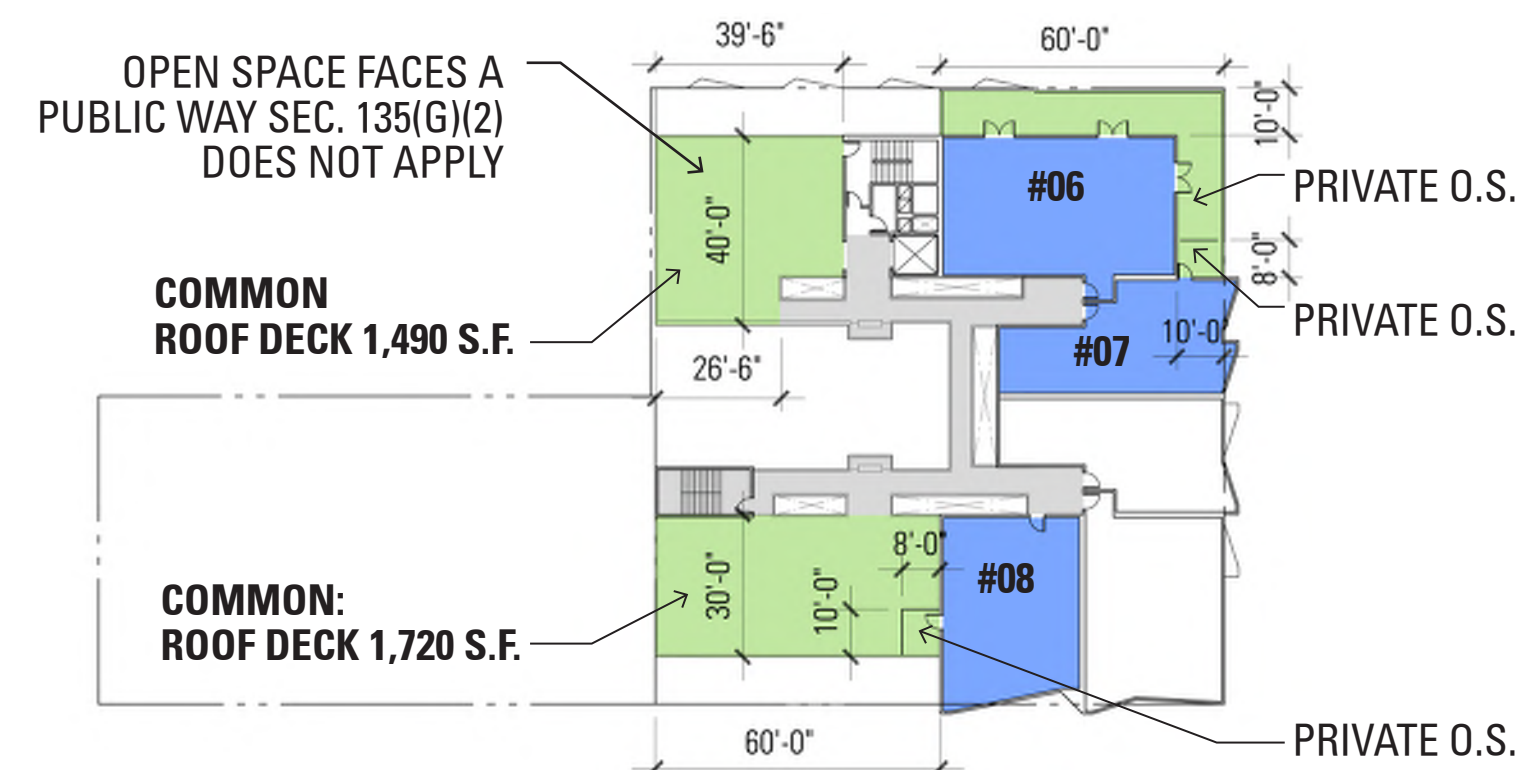 39'-6"
60'-0"
OPEN SPACE FACES A
PUBLIC WAY SEC. 135(G)(2)
DOES NOT APPLY
10'-0"
#06
PRIVATE O.S.
40'-0"
8'-0"
COMMON
ROOF DECK 1,490 S.F.
PRIVATE O.S.
10'-0
#07
26'-6"
8'-0"
#08
30'-0"
10'-0"
COMMON:
ROOF DECK 1,720 S.F.
60'-0"
PRIVATE O.S.